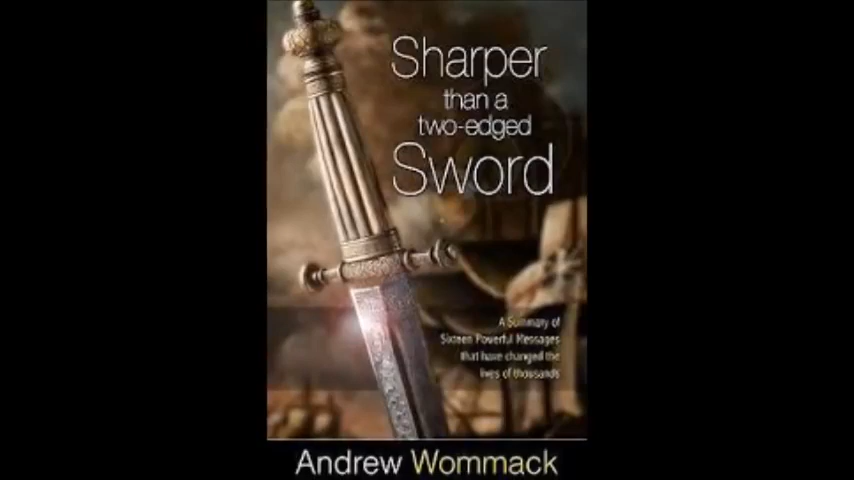 Sharper
than a
two-edged
Sword
A Summary of
Sixteen Powerful Messages
that have changed the
lives of thousands
Andrew Wommack